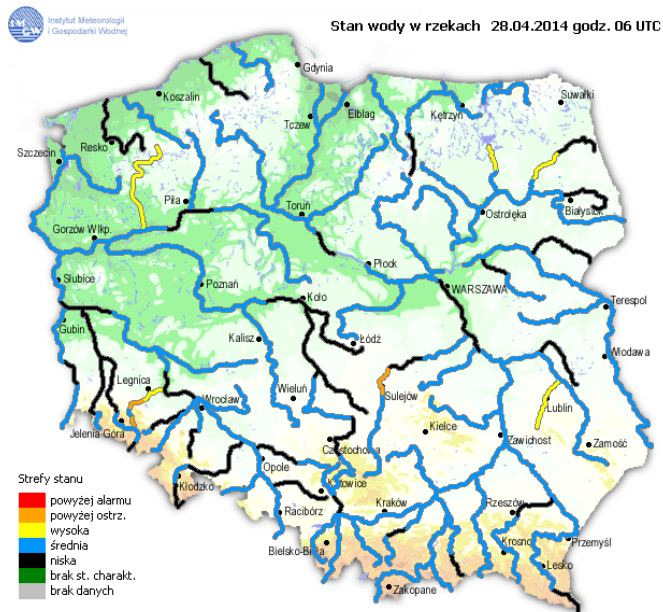 IMGW
Instytut Meteorologii
i Gospodarki Wodnej
Stan wody w rzekach 28.04.2014 godz. 06 UTC
Gdynia
Koszalin
Suwałki
Elbląg
Kętrzyn
Tczew
Resko
Szczecin
Piła
Toruń
Ostrołęka
Białystok
Gorzów Wlkp.
Płock
Słubice
Poznań
WARSZAWA
Koło
Terespol
Gubin
Kalisz
Łódź
Włodawa
Legnica
Wieluń
Sulejów
Wrocław
Lublin
Jelenia Góra
Kielce
Zawichost
Częstochowa
Zamość
Opole
Strefy stanu
Kłodzko
Katowice
powyżej alarmu
Kraków
Rzeszów
powyżej ostrz.
Racibórz
wysoka
Przemyśl
średnia
Bielsko-Biała
Krosno
niska
Lesko
brak st. charakt.
Zakopane
brak danych